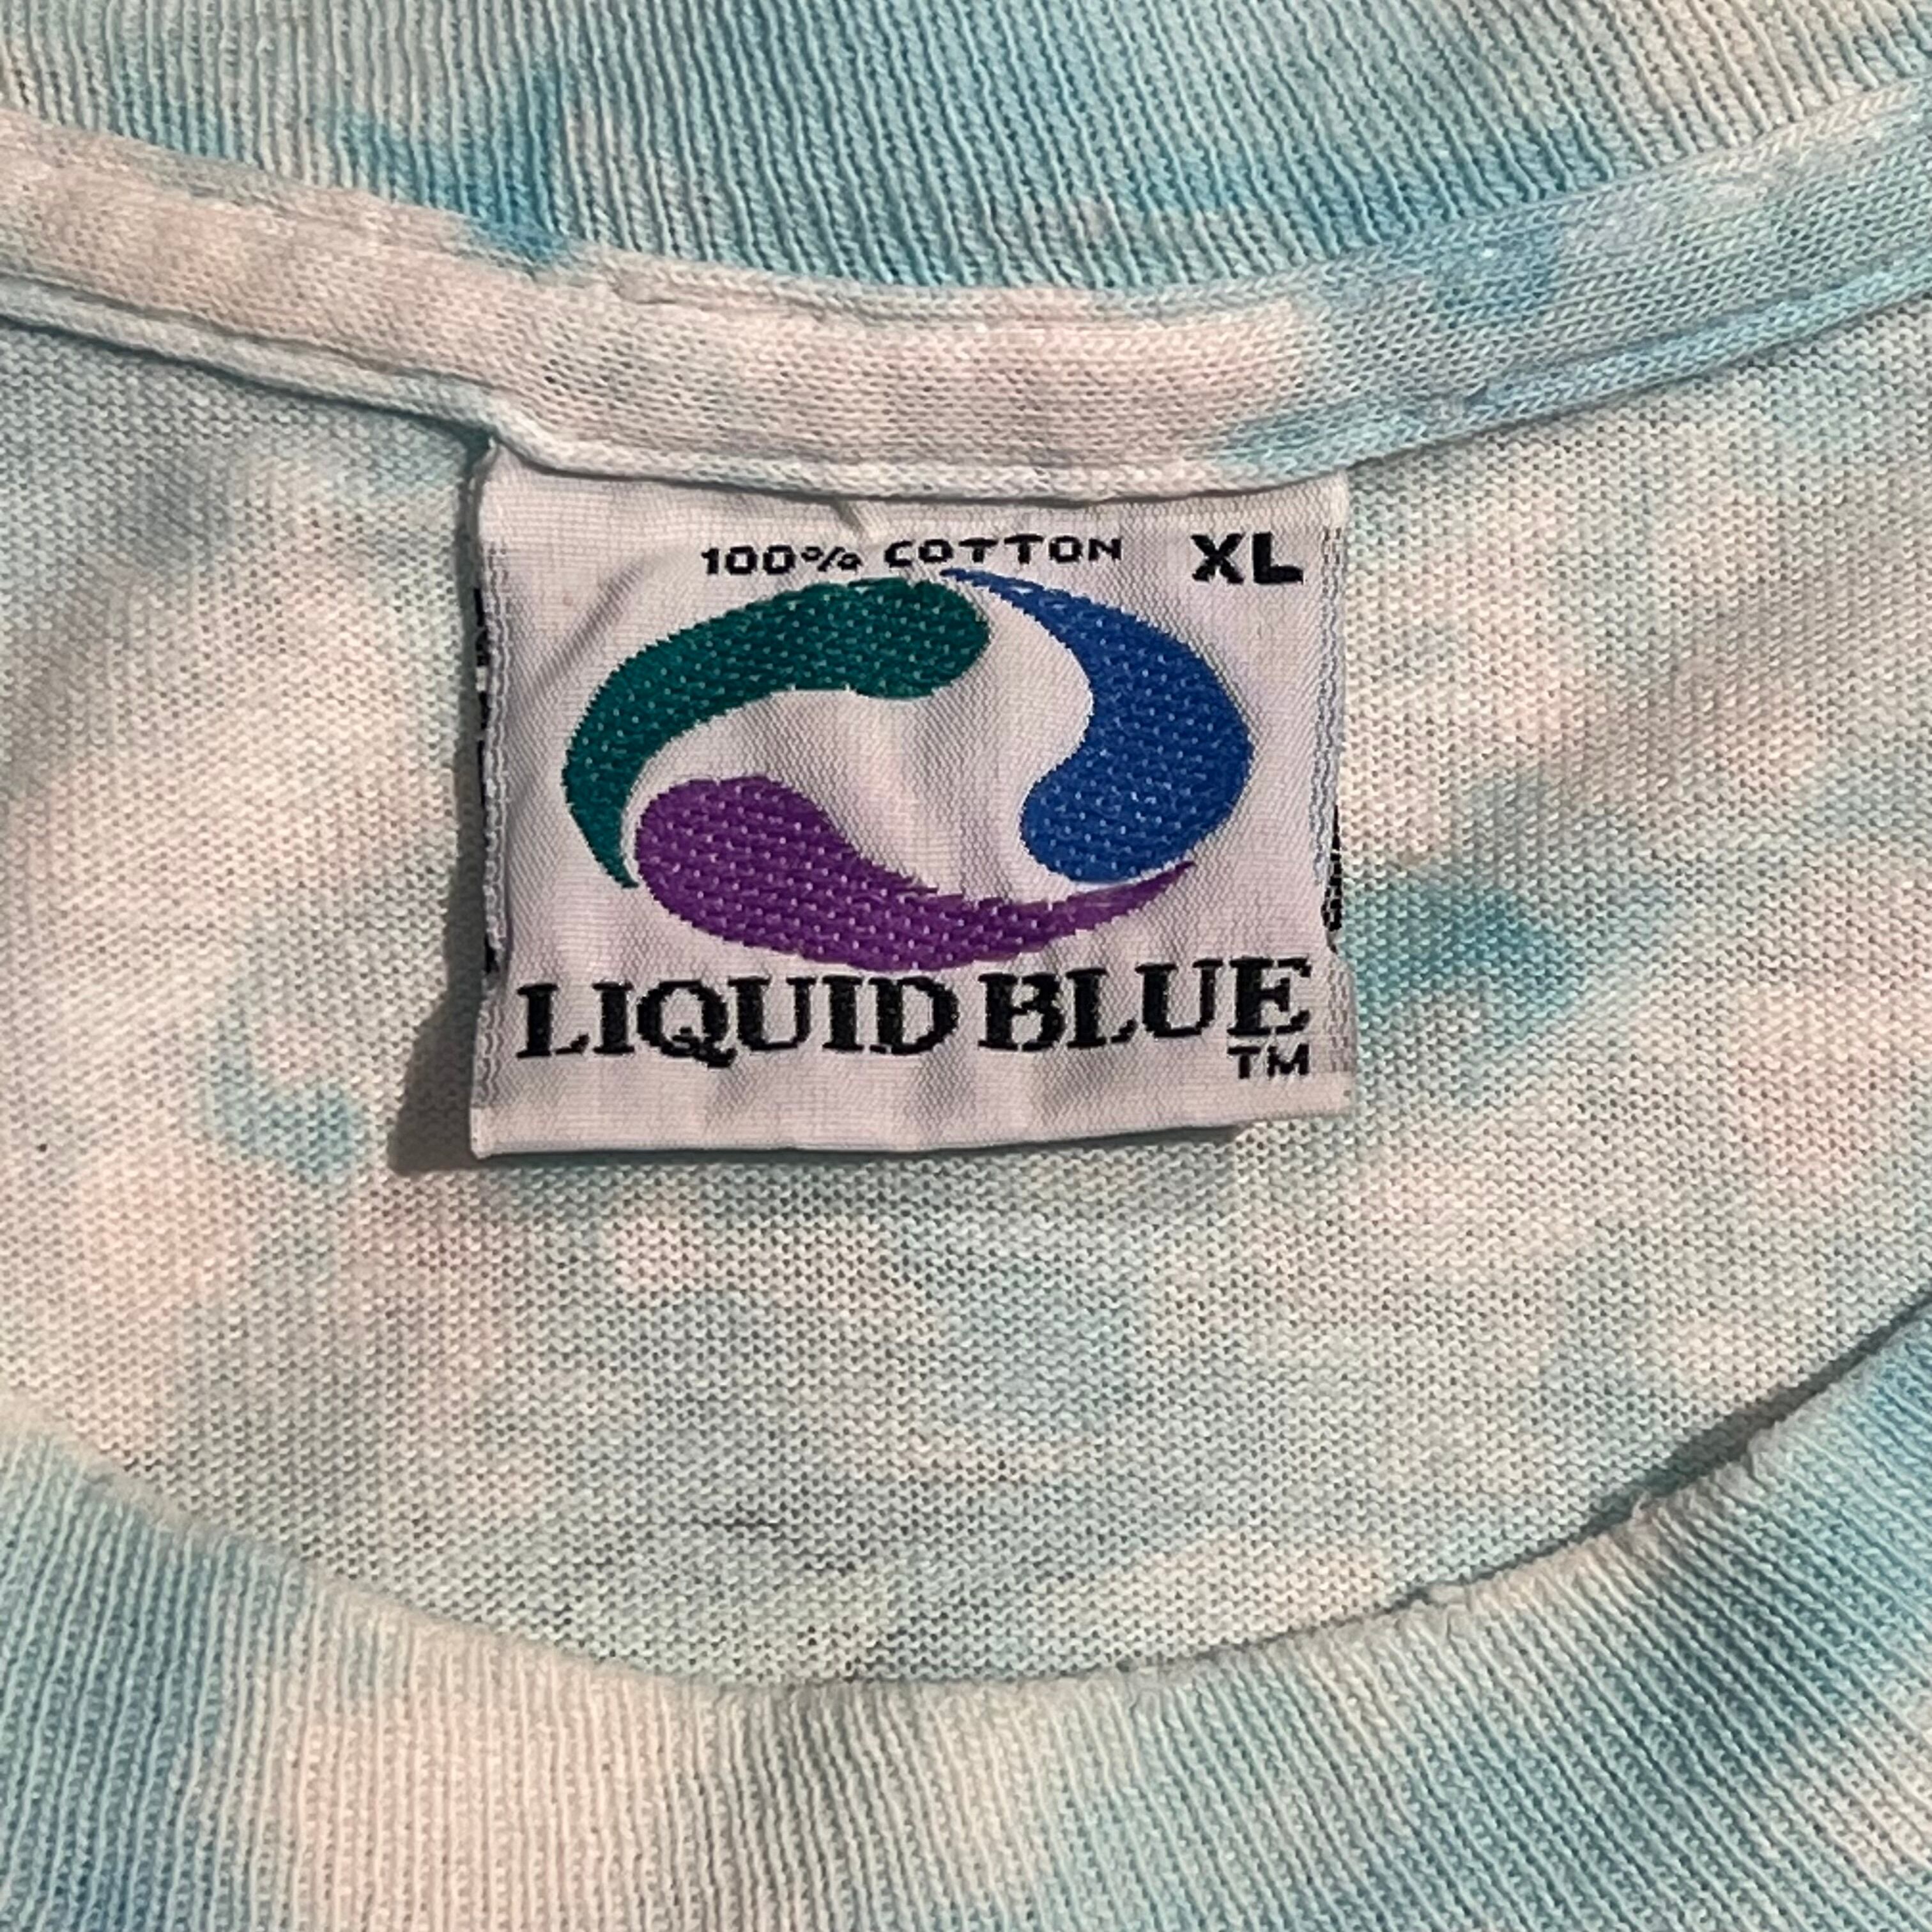 100% COTTON XL
LIQUID BLUE
TM